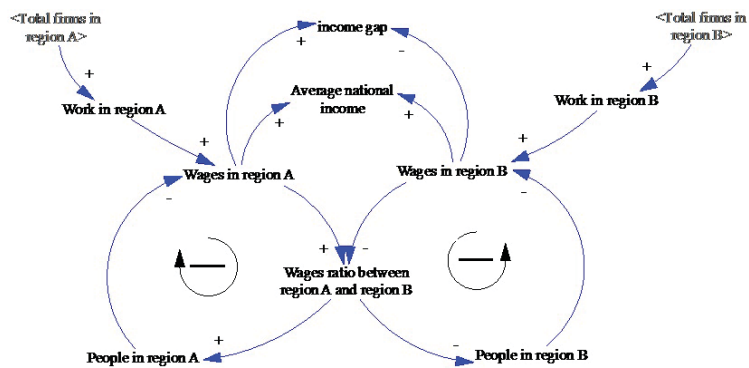 <Total firms in
region A>
income gap
<Total firms in
region B>
+
-
+
+
Average national
income
Work in region A
Work in region B
+
+
+
+
Wages in region A
Wages in region B
-
-
+
-
Wages ratio between
region A and region B
+
-
People in region A
People in region B